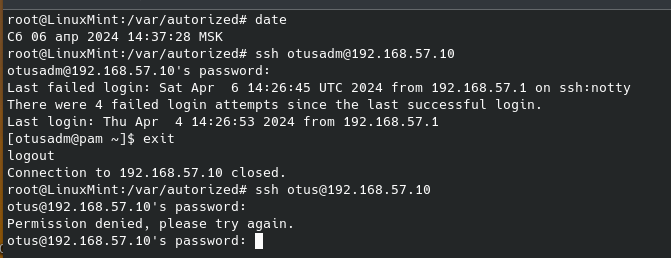 root@LinuxMint:/var/autorized# date
Сб 06 апр 2024 14:37:28 MSK
root@LinuxMint:/var/autorized# ssh otusadm@192.168.57.10
otusadm@192.168.57.10's password:
Last failed login: Sat Apr  6 14:26:45 UTC 2024 from 192.168.57.1 on ssh:notty
There were 4 failed login attempts since the last successful login.
Last login: Thu Apr  4 14:26:53 2024 from 192.168.57.1
[otusadm@pam ~]$ exit
logout
Connection to 192.168.57.10 closed.
root@LinuxMint:/var/autorized# ssh otus@192.168.57.10
otus@192.168.57.10's password:
Permission denied, please try again.
otus@192.168.57.10's password: